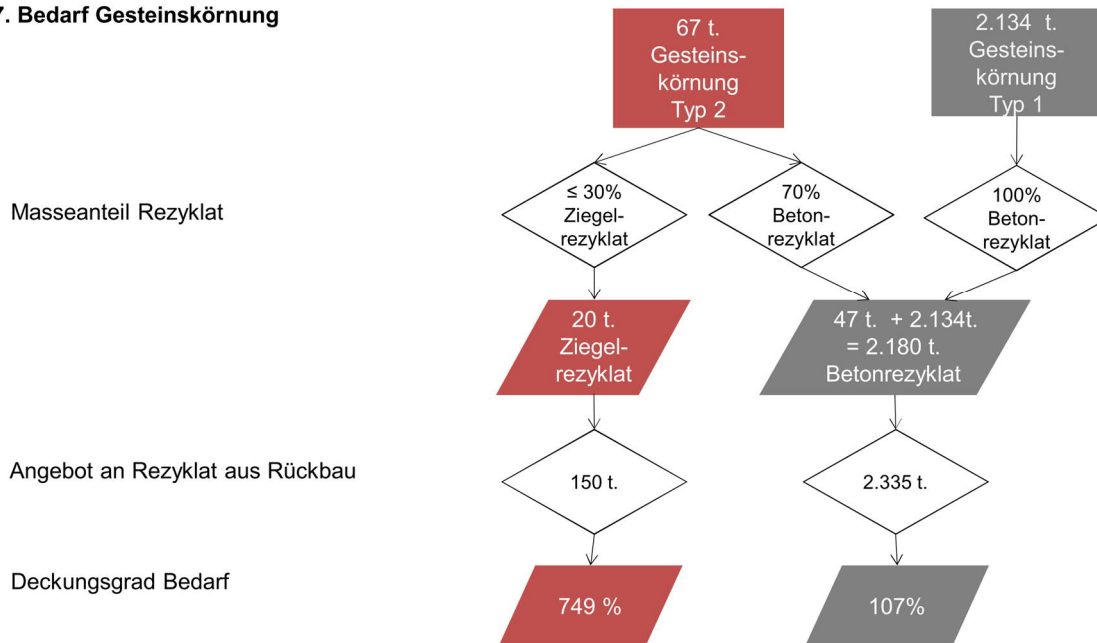 7. Bedarf Gesteinskörnung
67 t.
Gesteins-
körnung
Typ 2
2.134 t.
Gesteins-
körnung
Typ 1
Masseanteil Rezyklat
≤ 30%
Ziegel-
rezyklat
70%
Beton-
rezyklat
100%
Beton-
rezyklat
20 t.
Ziegel-
rezyklat
47 t. + 2.134t.
= 2.180 t.
Betonrezyklat
Angebot an Rezyklat aus Rückbau
150 t.
2.335 t.
Deckungsgrad Bedarf
749 %
107%